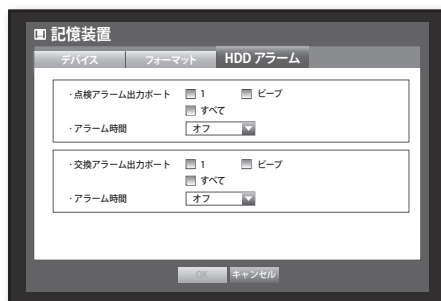 記憶装置
デバイス フォーマット HDD アラーム
· 点検アラーム出力ポート 1 ビープ
すべて
· アラーム時間 オフ
· 交換アラーム出力ポート 1 ビープ
すべて
· アラーム時間 オフ
OK キャンセル